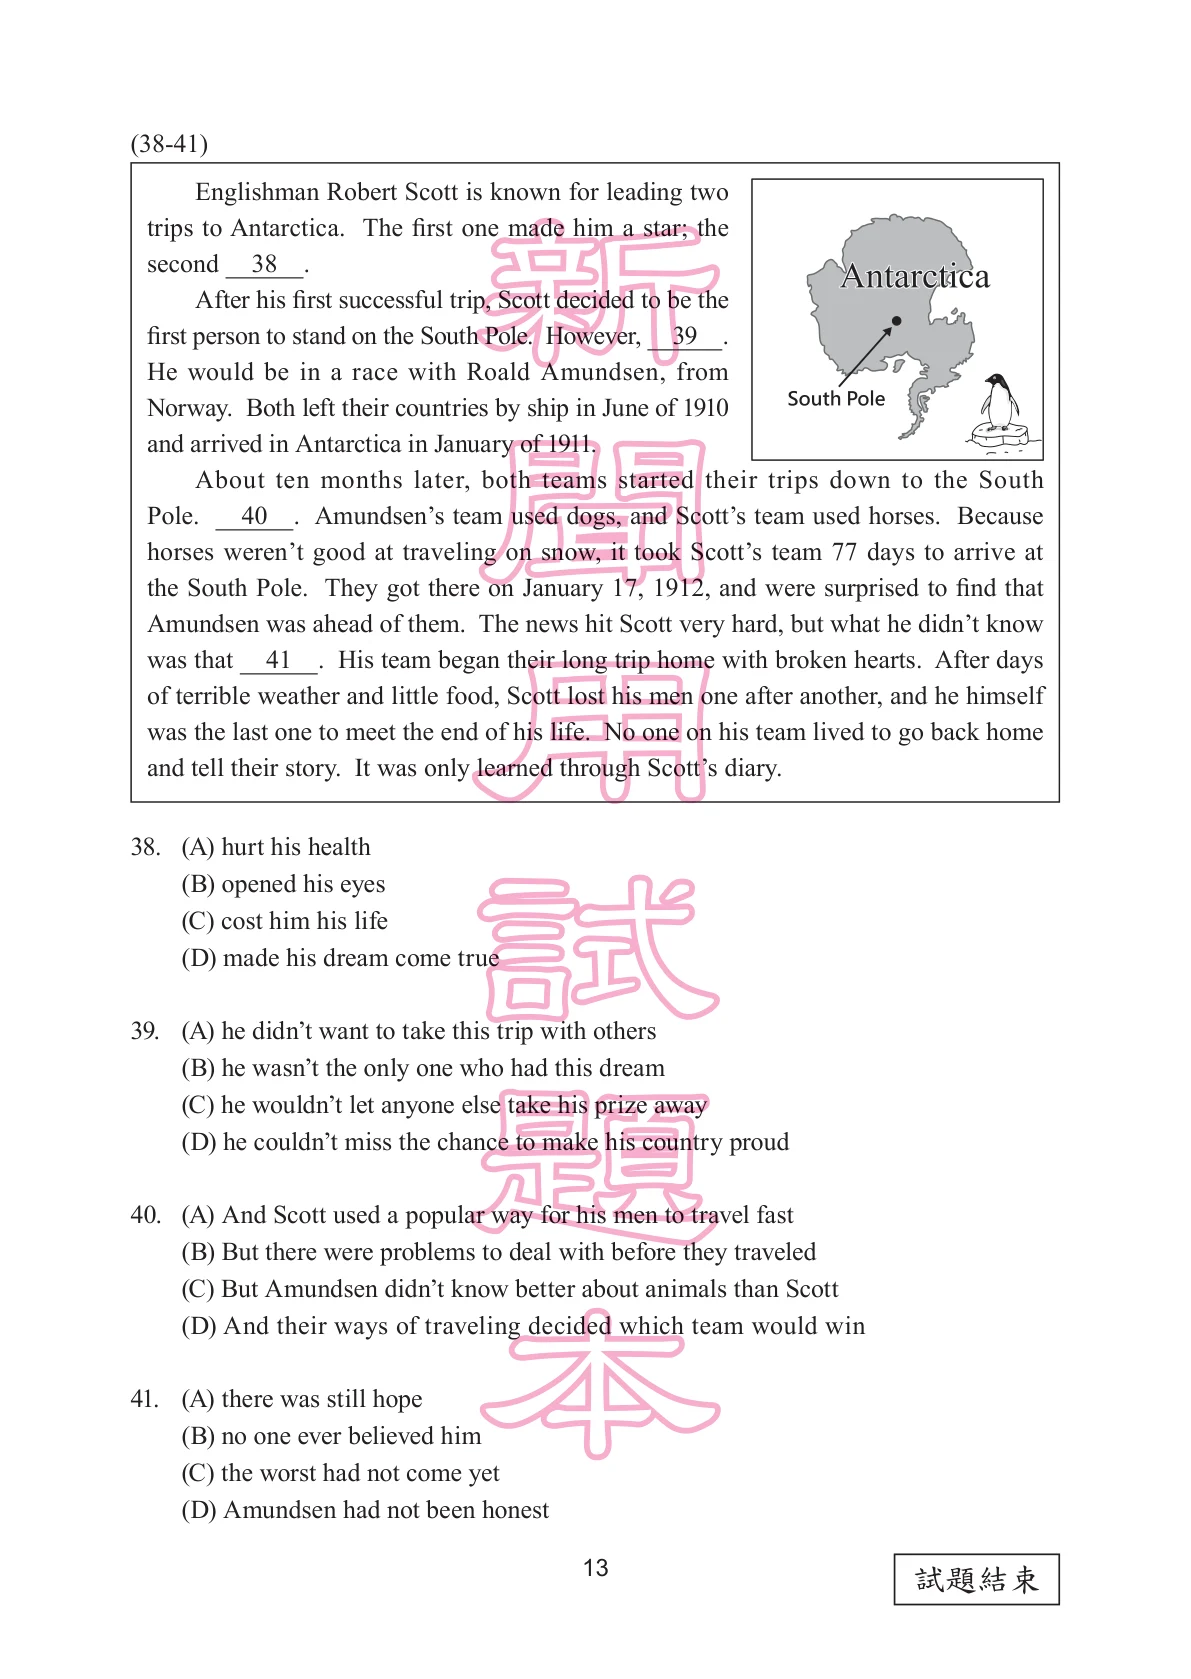 (38-41)
Englishman Robert Scott is known for leading two
trips to Antarctica. The first one made him a star; the
second 38 .
After his first successful trip, Scott decided to be the
first person to stand on the South Pole. However, 39 .
He would be in a race with Roald Amundsen, from
Norway. Both left their countries by ship in June of 1910
and arrived in Antarctica in January of 1911.
Antarctica
South Pole
About ten months later, both teams started their trips down to the South
Pole. 40 . Amundsen’s team used dogs, and Scott’s team used horses. Because
horses weren’t good at traveling on snow, it took Scott’s team 77 days to arrive at
the South Pole. They got there on January 17, 1912, and were surprised to find that
Amundsen was ahead of them. The news hit Scott very hard, but what he didn’t know
was that 41 . His team began their long trip home with broken hearts. After days
of terrible weather and little food, Scott lost his men one after another, and he himself
was the last one to meet the end of his life. No one on his team lived to go back home
and tell their story. It was only learned through Scott’s diary.
38. (A) hurt his health
(B) opened his eyes
(C) cost him his life
(D) made his dream come true
39. (A) he didn’t want to take this trip with others
(B) he wasn’t the only one who had this dream
(C) he wouldn’t let anyone else take his prize away
(D) he couldn’t miss the chance to make his country proud
40. (A) And Scott used a popular way for his men to travel fast
(B) But there were problems to deal with before they traveled
(C) But Amundsen didn’t know better about animals than Scott
(D) And their ways of traveling decided which team would win
41. (A) there was still hope
(B) no one ever believed him
(C) the worst had not come yet
(D) Amundsen had not been honest
13
試題結束
新聞用試題本